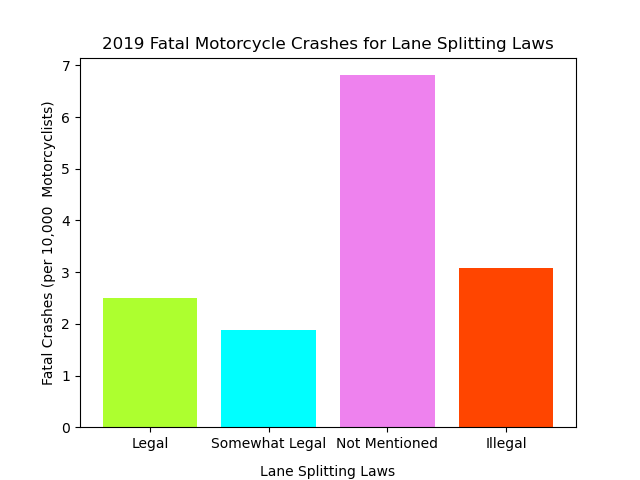 2019 Fatal Motorcycle Crashes for Lane Splitting Laws
Fatal Crashes (per 10,000  Motorcyclists)
7
6
5
4
3
2
1
0
Legal
Somewhat Legal
Not Mentioned
Illegal
Lane Splitting Laws